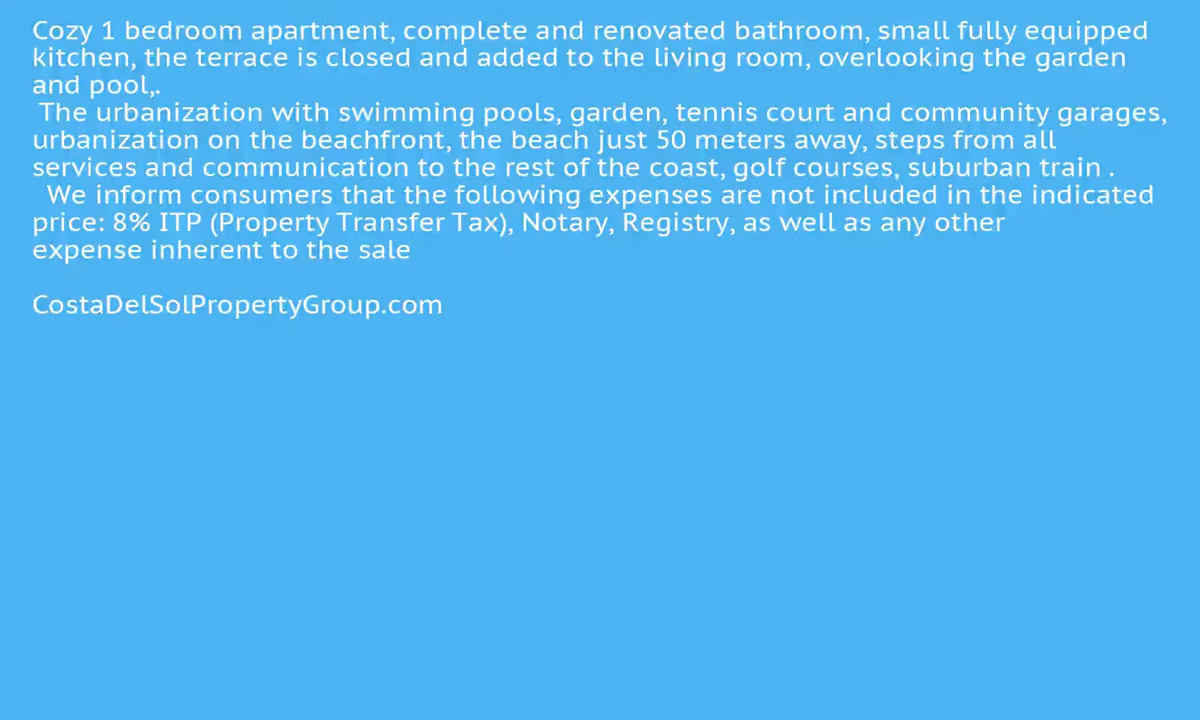 Cozy 1 bedroom apartment, complete and renovated bathroom, small fully equipped
kitchen, the terrace is closed and added to the living room, overlooking the garden
and pool,.
The urbanization with swimming pools, garden, tennis court and community garages,
urbanization on the beachfront, the beach just 50 meters away, steps from all
services and communication to the rest of the coast, golf courses, suburban train .
We inform consumers that the following expenses are not included in the indicated
price: 8% ITP (Property Transfer Tax), Notary, Registry, as well as any other
expense inherent to the sale
CostaDelSolPropertyGroup.com